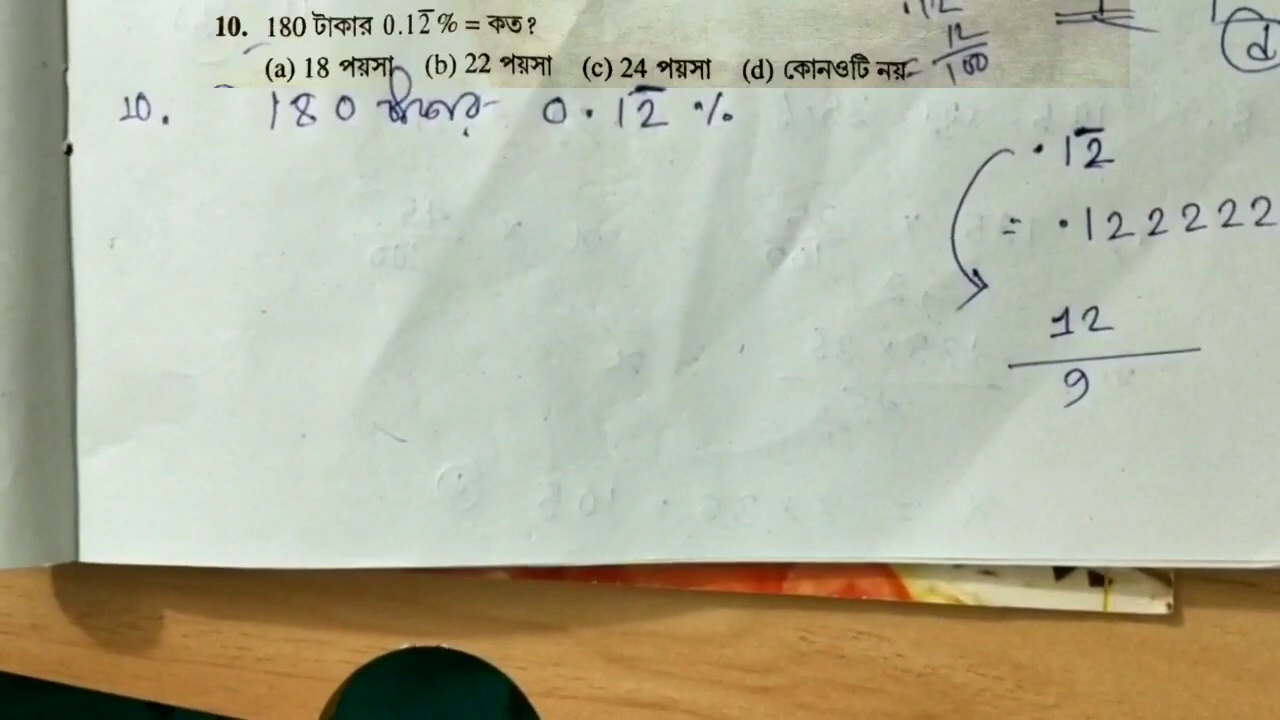 10. 180 টাকার 0.12̅% = কত?
(a) 18 পয়সা (b) 22 পয়সা (c) 24 পয়সা (d) কোনওটি নয়
12
100
d
10. 180 টাকার 0.12̅ %
.12̅
= .122222
12
9